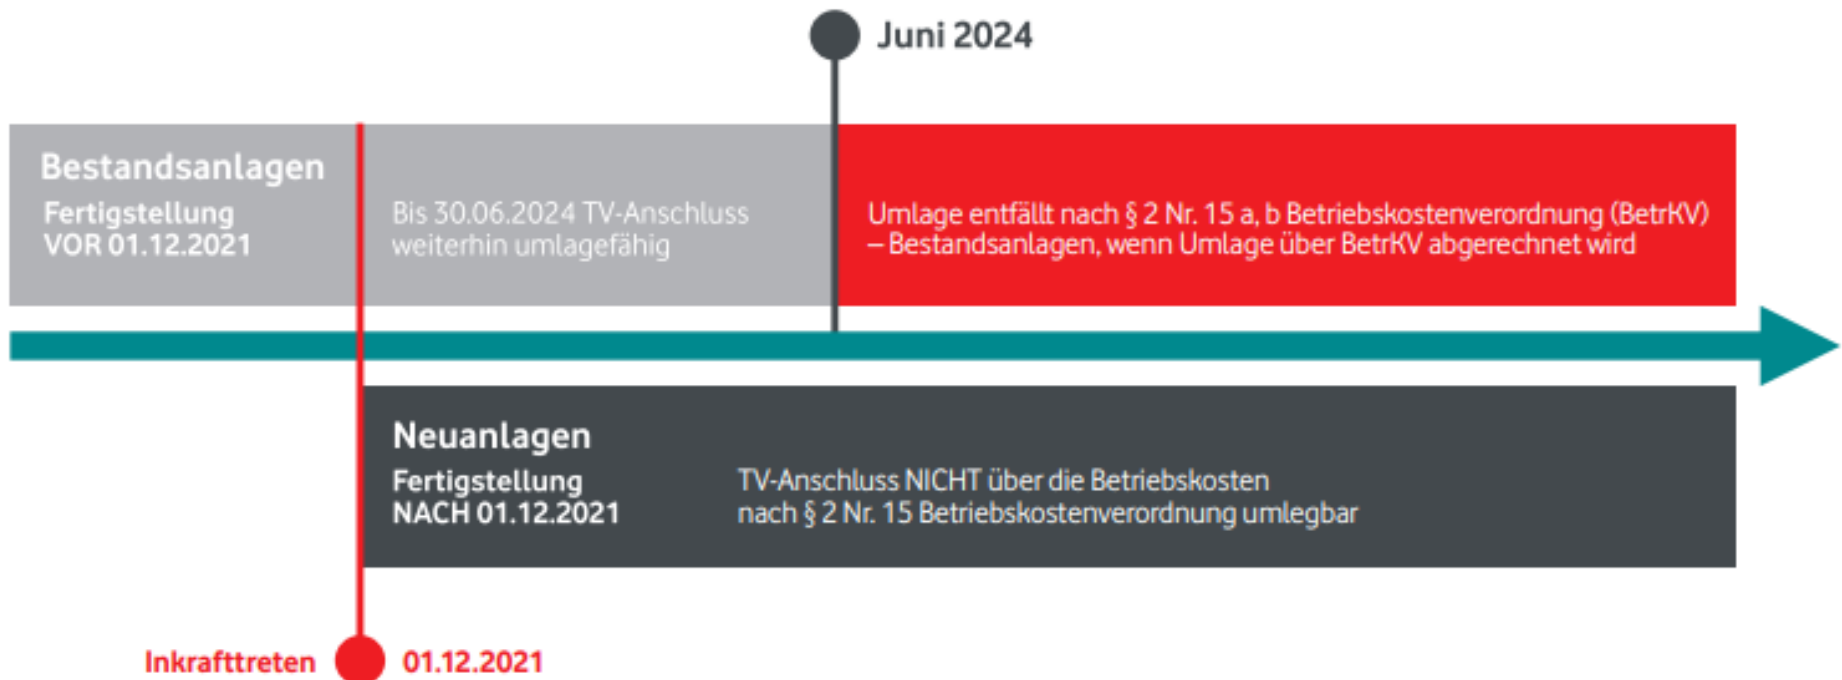 Juni 2024
Bestandsanlagen
Fertigstellung
VOR 01.12.2021
Bis 30.06.2024 TV-Anschluss
weiterhin umlagefähig
Umlage entfällt nach § 2 Nr. 15 a, b Betriebskostenverordnung (BetrKV)
– Bestandsanlagen, wenn Umlage über BetrKV abgerechnet wird
Neuanlagen
Fertigstellung
NACH 01.12.2021
TV-Anschluss NICHT über die Betriebskosten
nach § 2 Nr. 15 Betriebskostenverordnung umlegbar
Inkrafttreten 01.12.2021